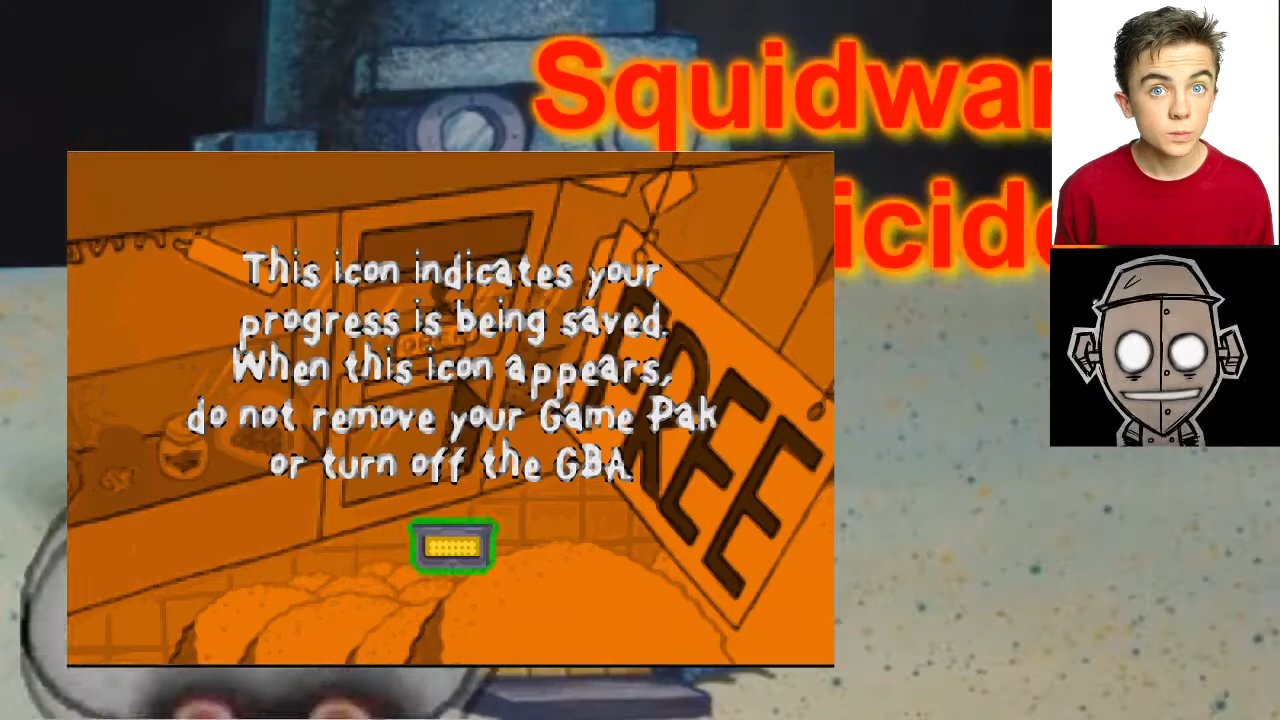 Squidwar
icide
This icon indicates your
progress is being saved.
When this icon appears,
do not remove your Game Pak
or turn off the GBA.
FREE